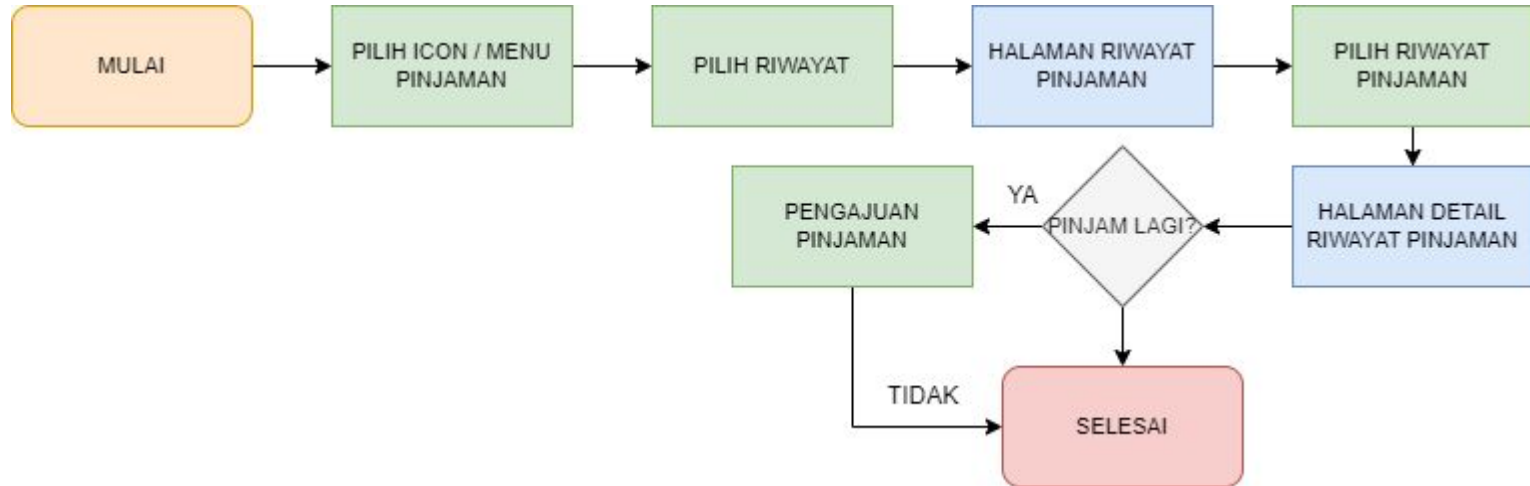 MULAI
PILIH ICON / MENU
PINJAMAN
PILIH RIWAYAT
HALAMAN RIWAYAT
PINJAMAN
PILIH RIWAYAT
PINJAMAN
HALAMAN DETAIL
RIWAYAT PINJAMAN
PINJAM LAGI?
YA
PENGAJUAN
PINJAMAN
TIDAK
SELESAI